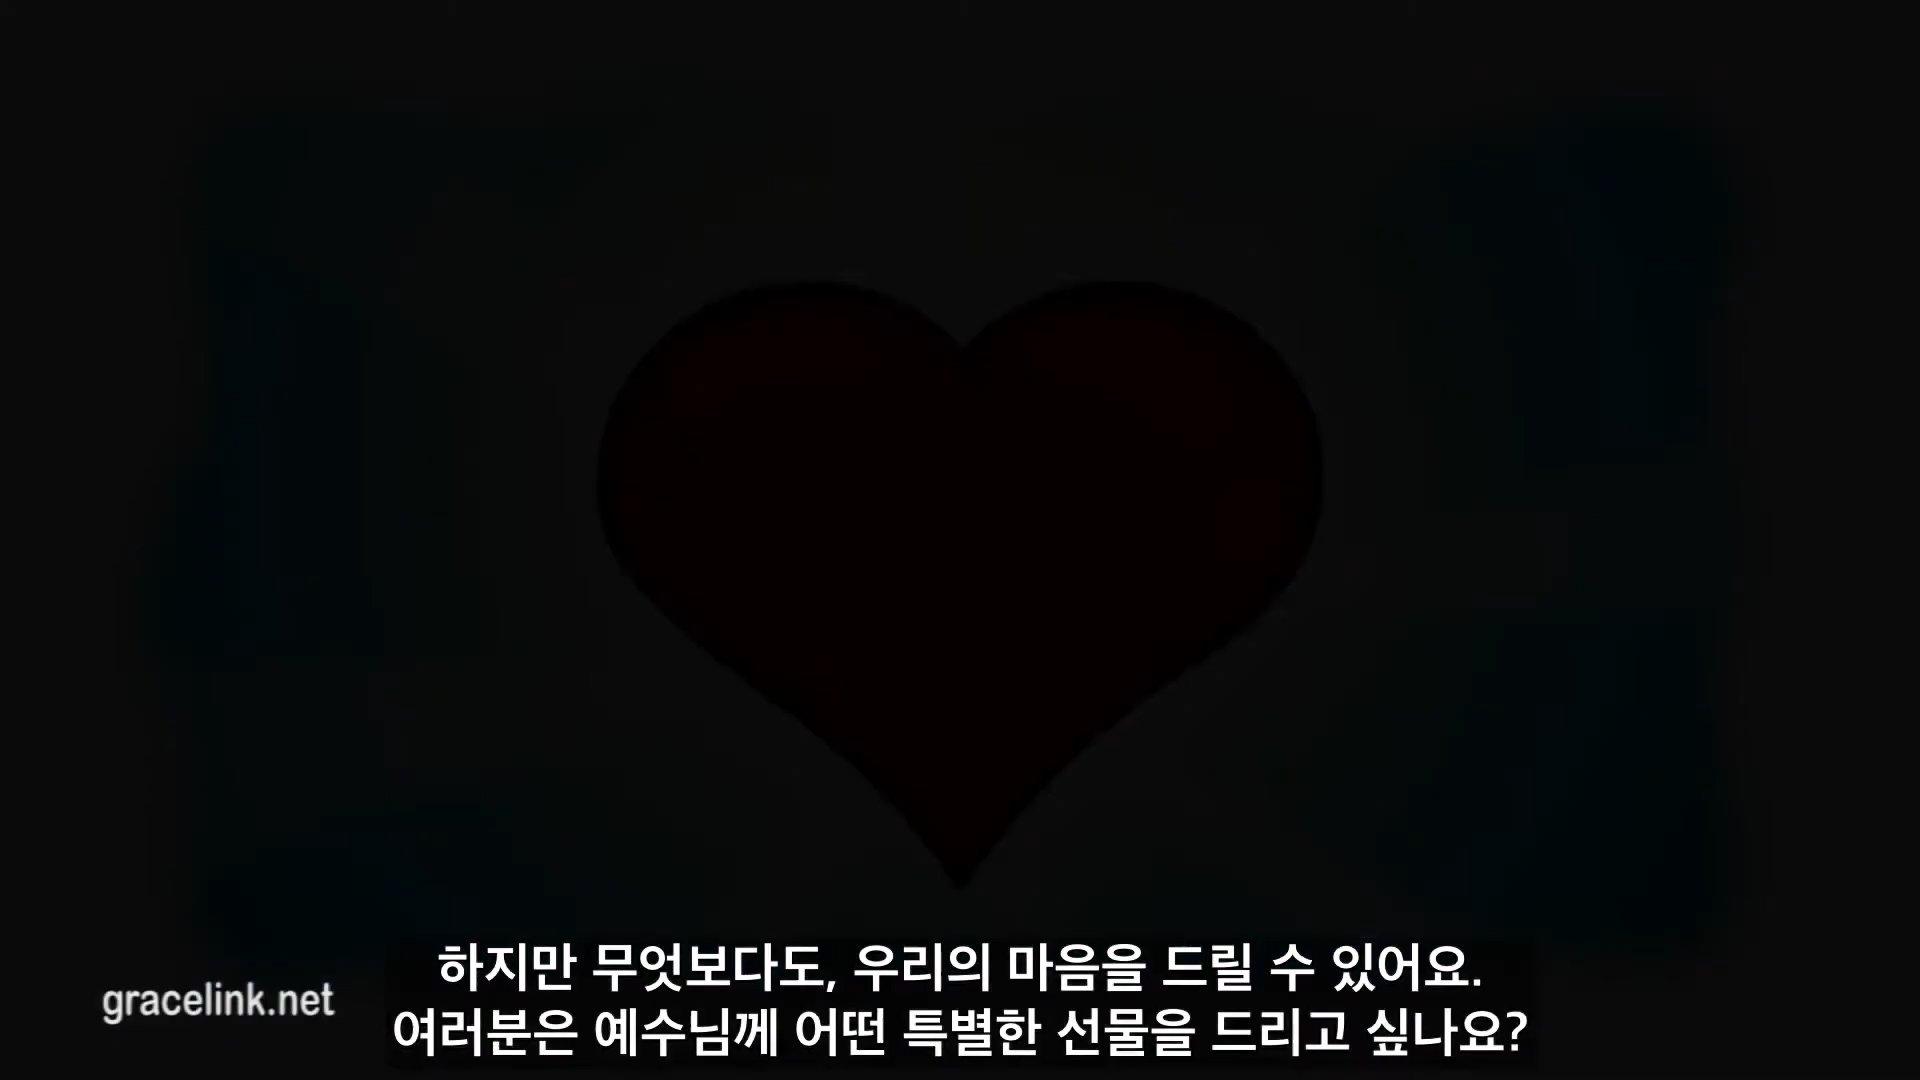 하지만 무엇보다도, 우리의 마음을 드릴 수 있어요.
gracelink.net
여러분은 예수님께 어떤 특별한 선물을 드리고 싶나요?